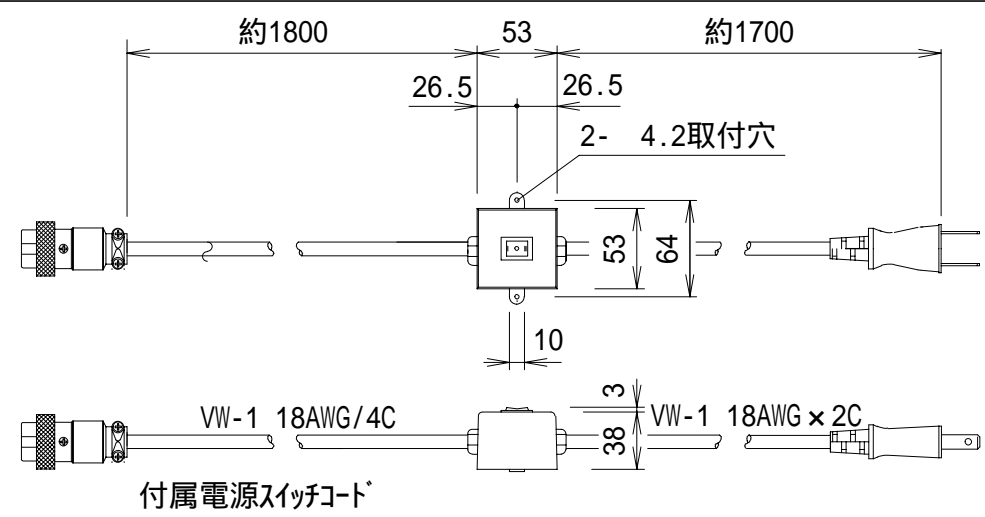 約1800
53
約1700
26.5
26.5
2- 4.2取付穴
53
64
10
3
VW-1 18AWG/4C
38
VW-1 18AWG×2C
付属電源スイッチコード